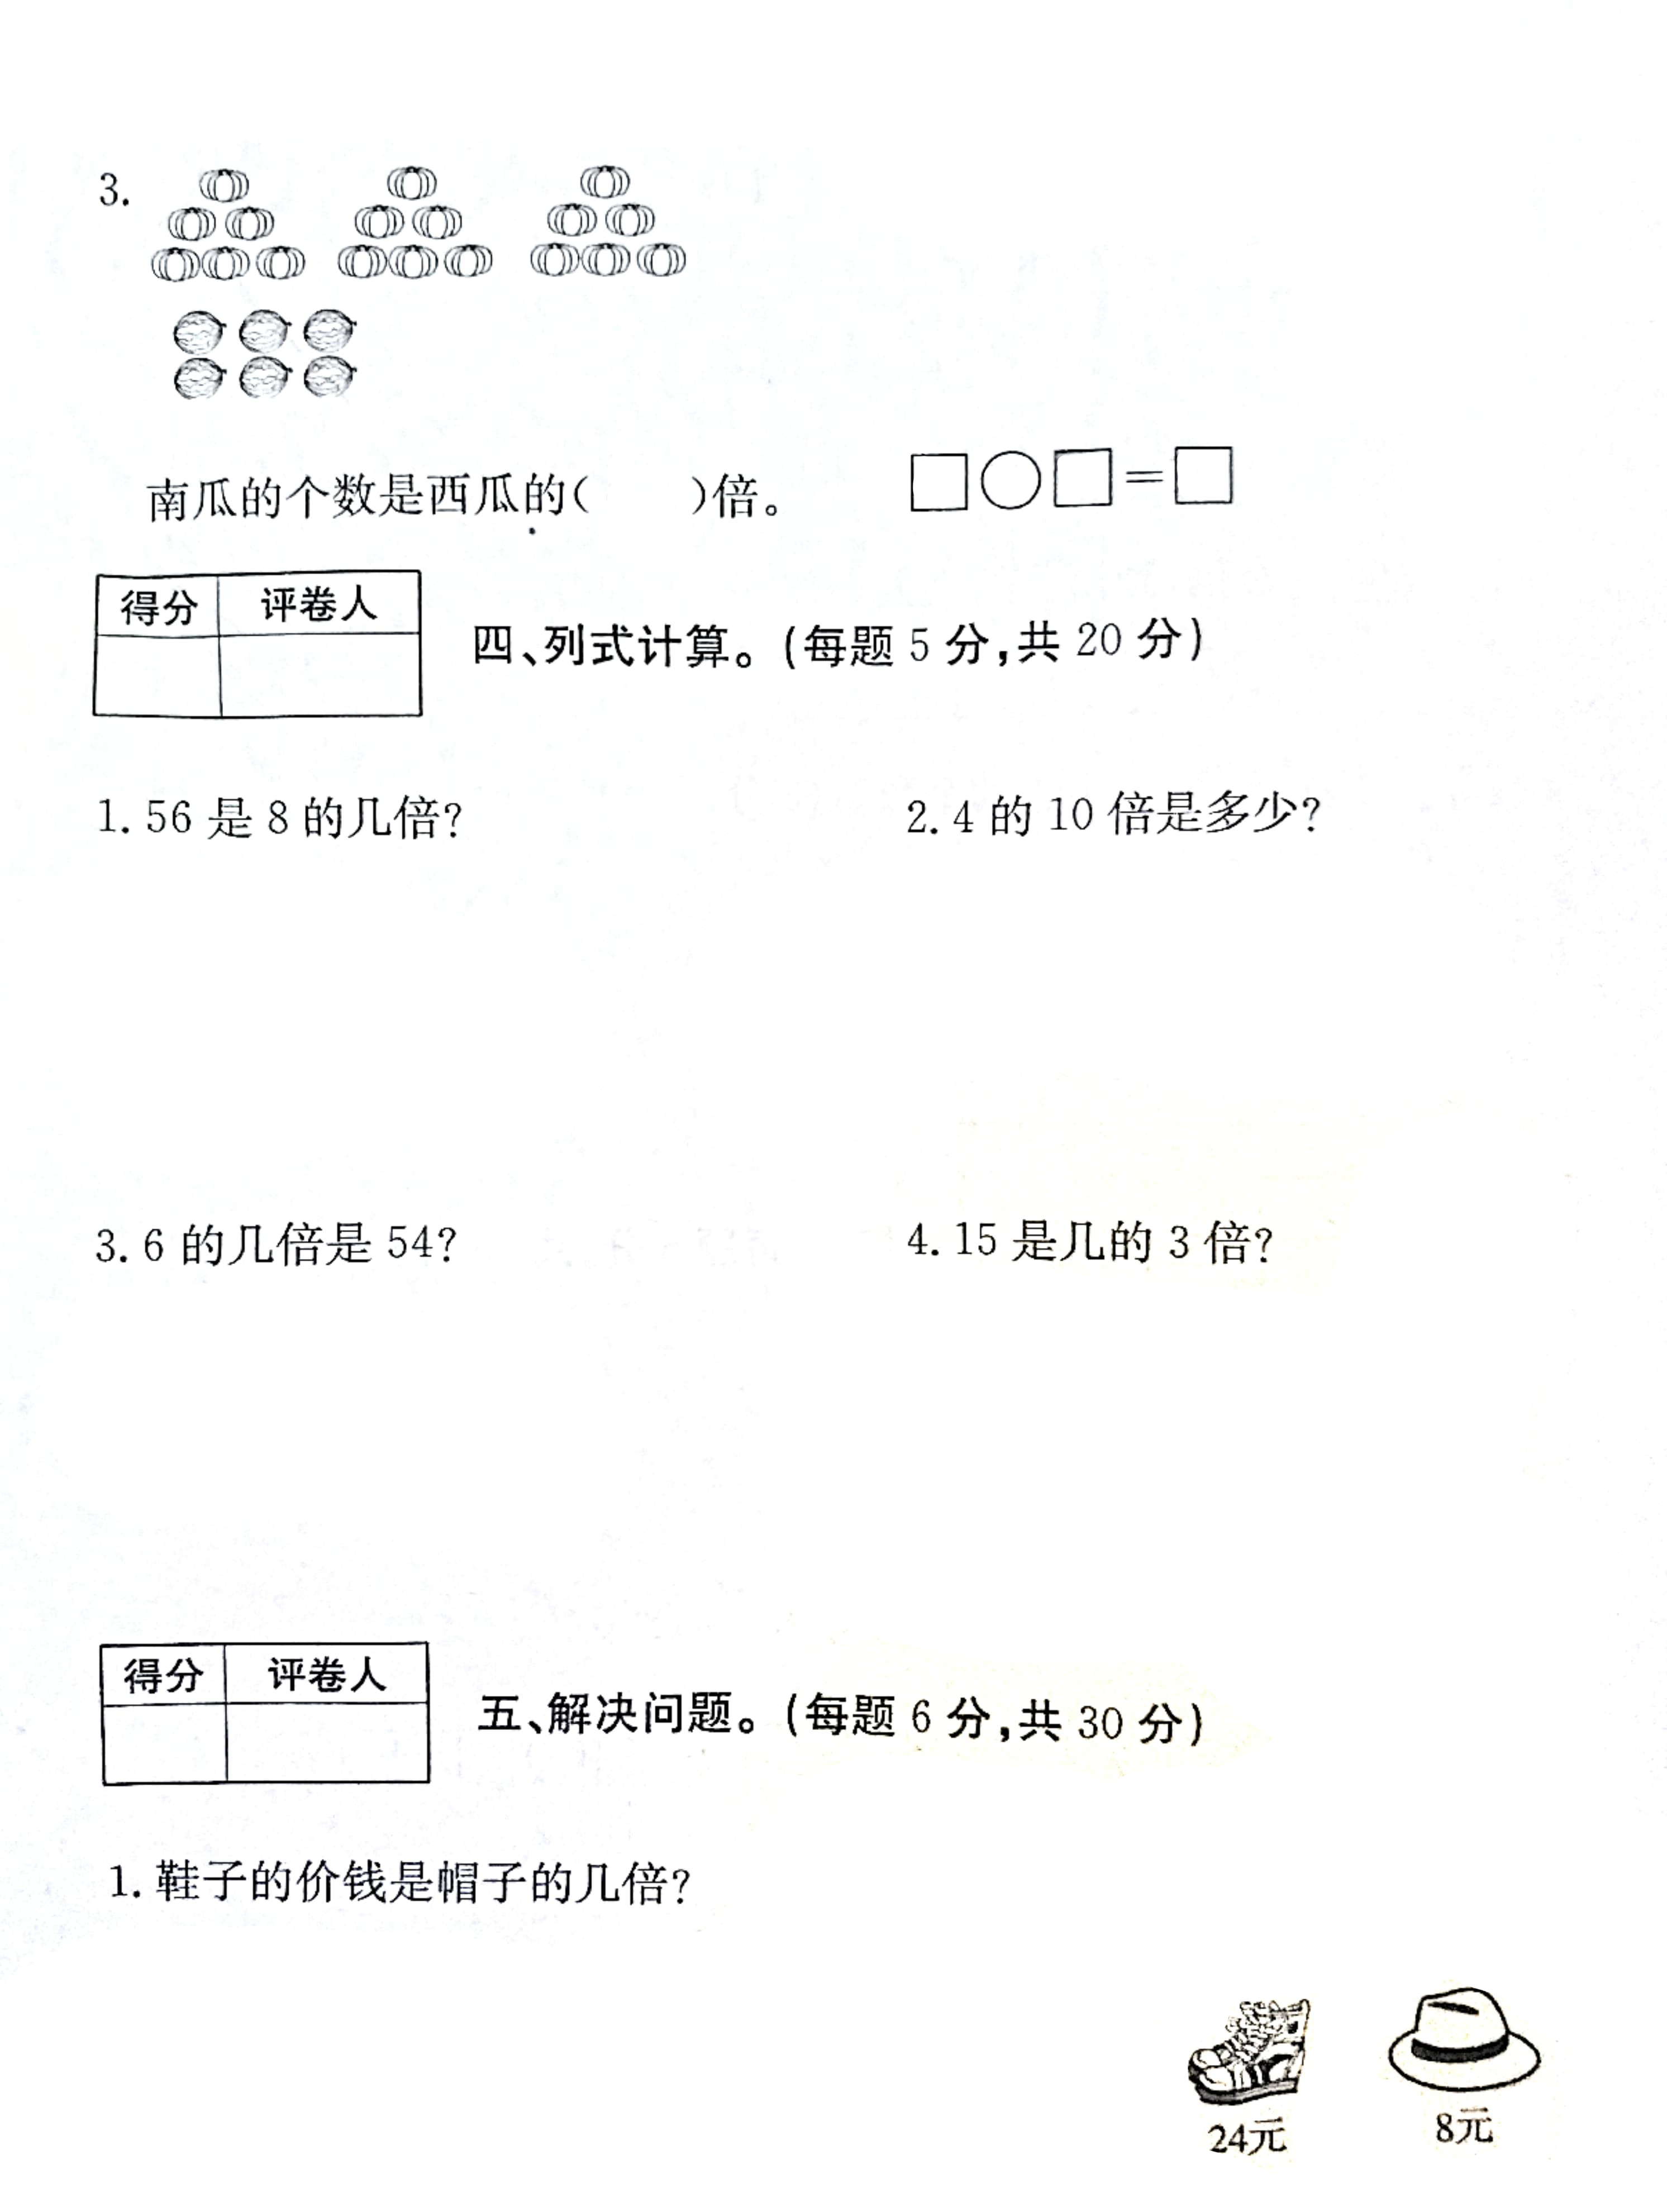 3.
南瓜的个数是西瓜的(　　)倍。 □○□=□
得分 评卷人
四、列式计算。(每题 5 分,共 20 分)
1. 56 是 8 的几倍? 2. 4 的 10 倍是多少?
3. 6 的几倍是 54? 4. 15 是几的 3 倍?
得分 评卷人
五、解决问题。(每题 6 分,共 30 分)
1. 鞋子的价钱是帽子的几倍?
24元 8元